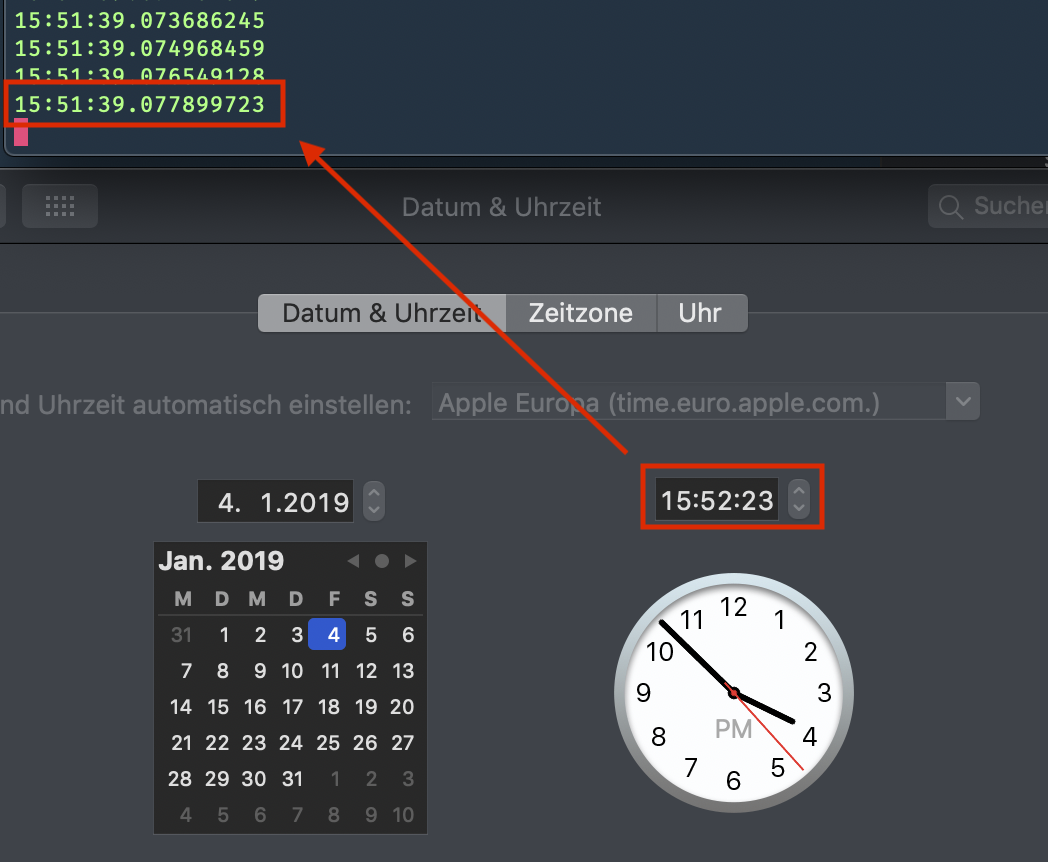 15:51:39.073686245
15:51:39.074968459
15:51:39.076549128
15:51:39.077899723
Datum & Uhrzeit
Datum & Uhrzeit Zeitzone Uhr
nd Uhrzeit automatisch einstellen: Apple Europa (time.euro.apple.com.)
4. 1.2019 15:52:23
Jan. 2019
M D M D F S S
31 1 2 3 4 5 6
7 8 9 10 11 12 13
14 15 16 17 18 19 20
21 22 23 24 25 26 27
28 29 30 31 1 2 3
4 5 6 7 8 9 10
12
11 1
10 2
9 3
PM
8 4
7 5
6